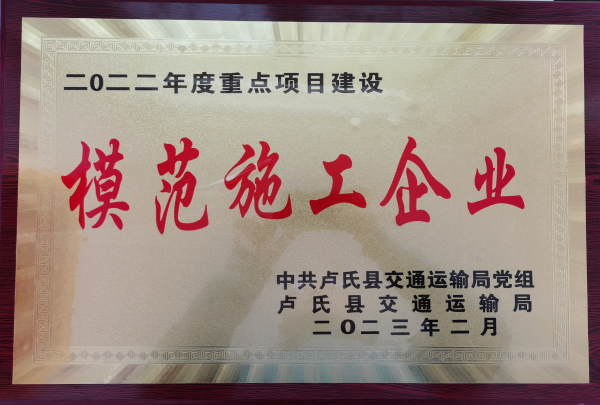 二〇二二年度重点项目建设
模范施工企业
中共卢氏县交通运输局党组
卢氏县交通运输局
二〇二三年二月